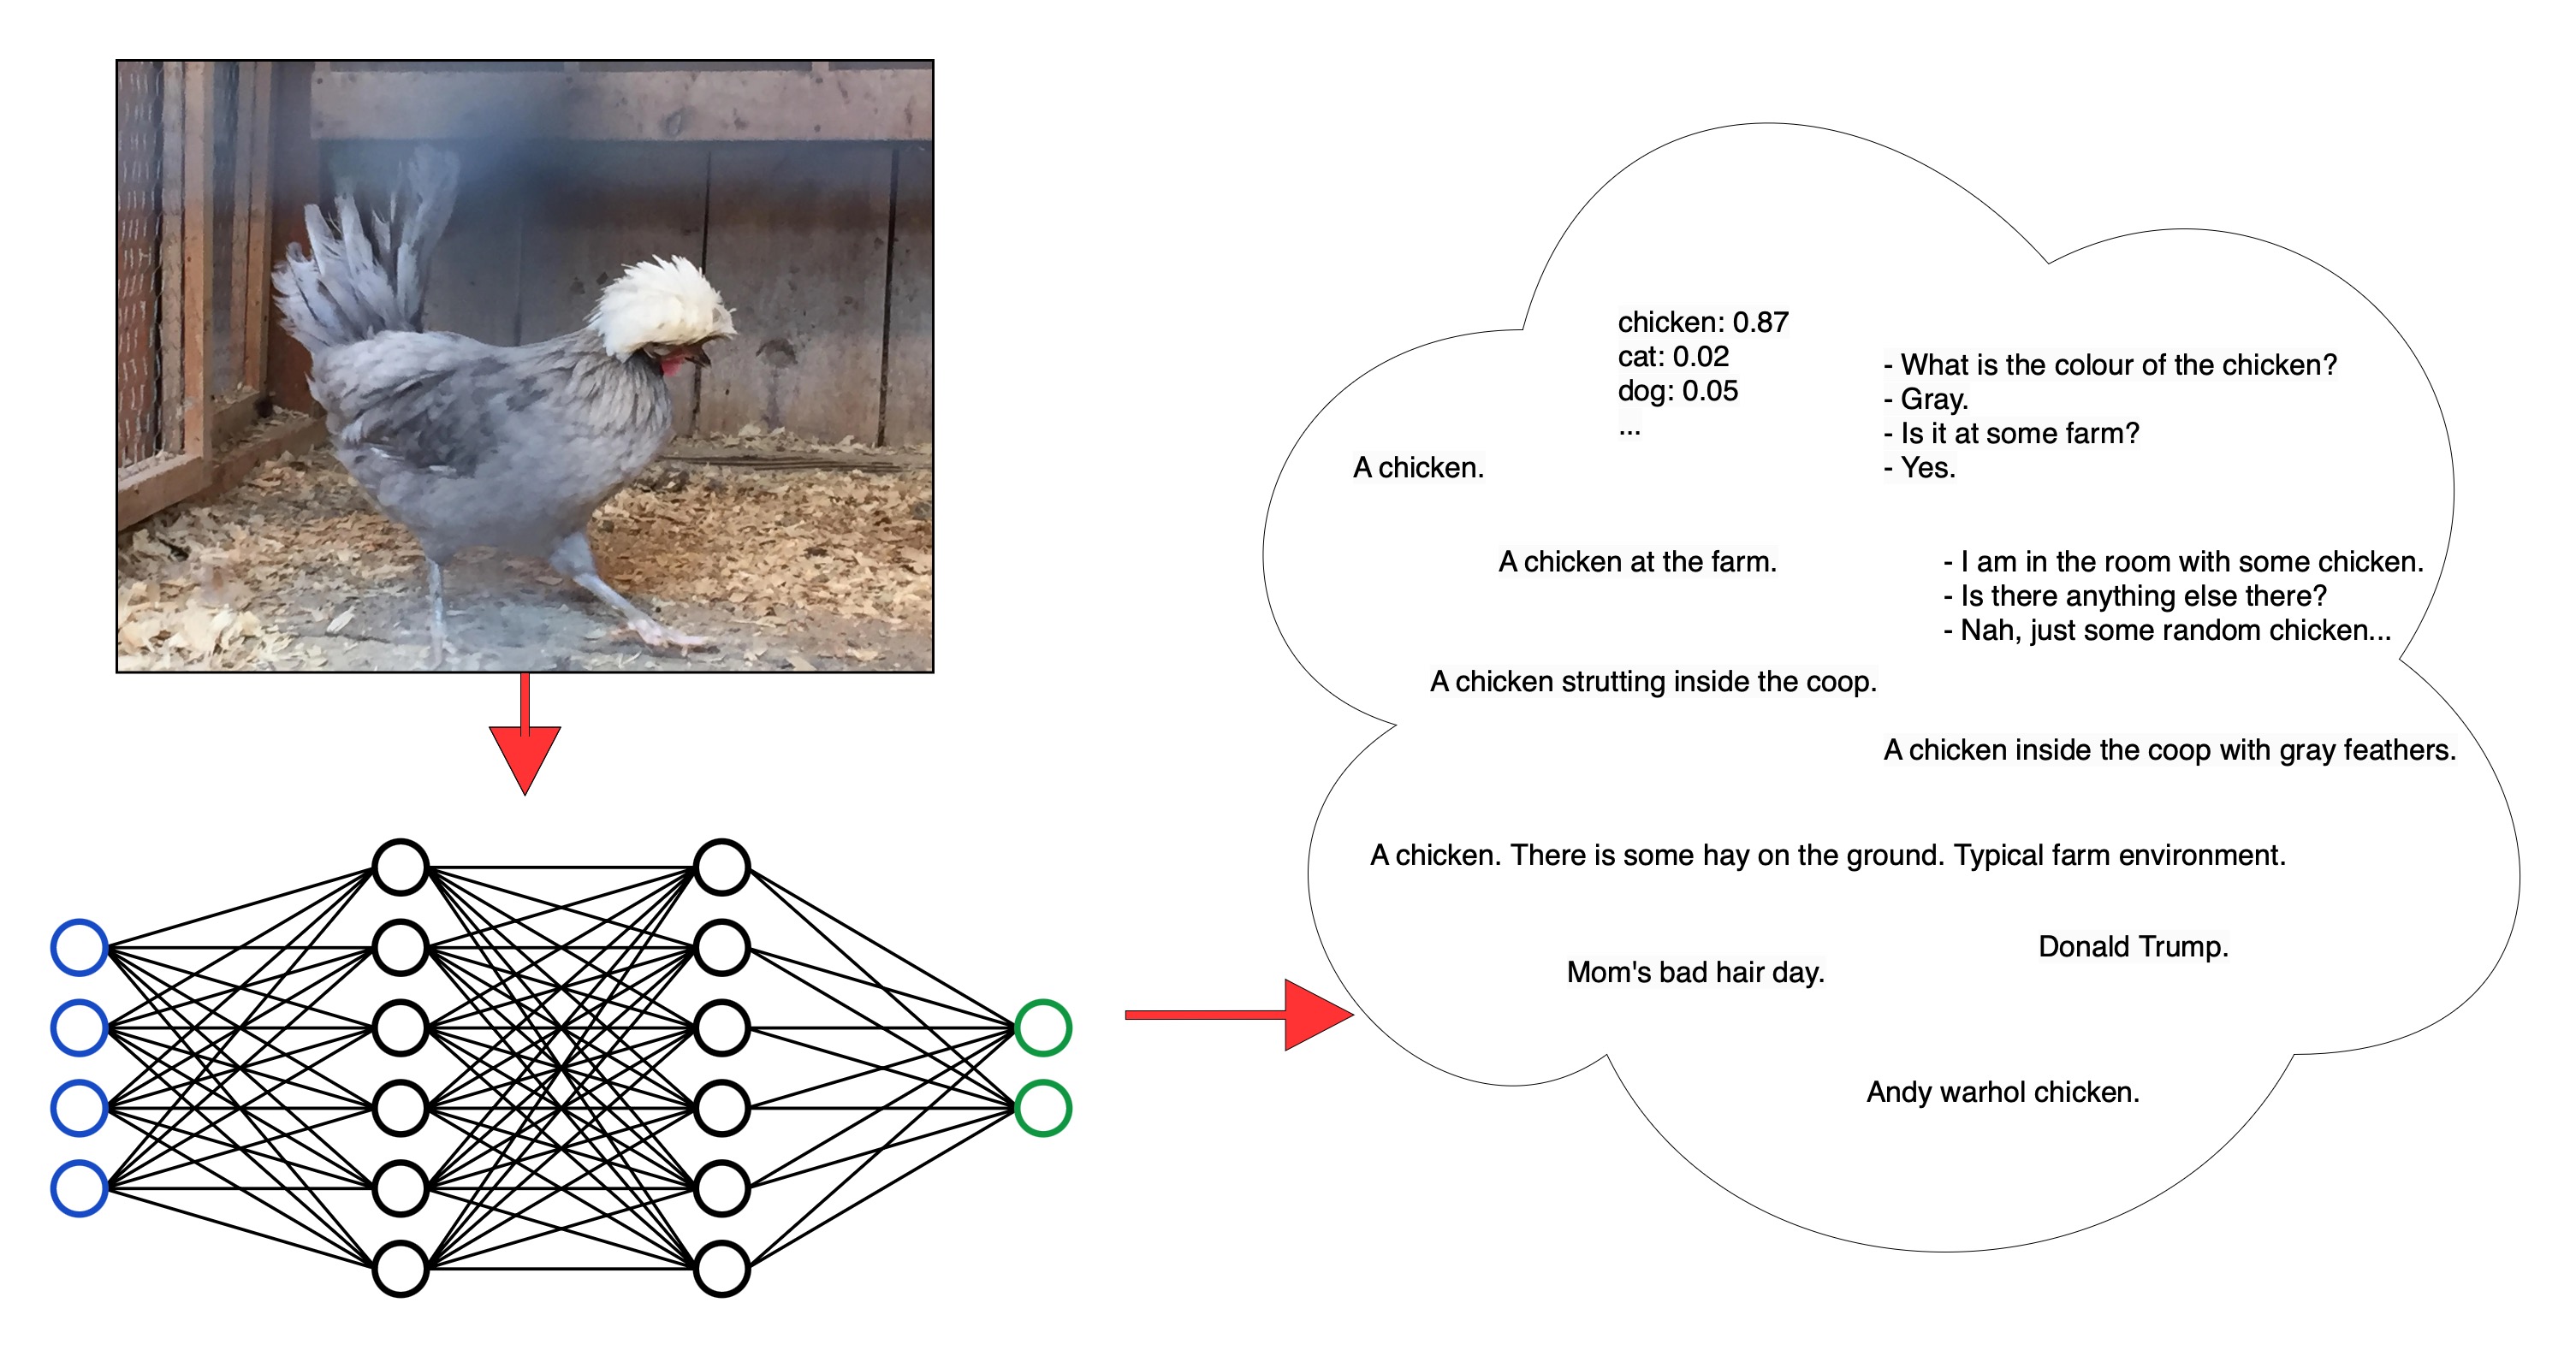 chicken: 0.87
cat: 0.02
dog: 0.05
...
- What is the colour of the chicken?
- Gray.
- Is it at some farm?
- Yes.
A chicken.
A chicken at the farm.
- I am in the room with some chicken.
- Is there anything else there?
- Nah, just some random chicken...
A chicken strutting inside the coop.
A chicken inside the coop with gray feathers.
A chicken. There is some hay on the ground. Typical farm environment.
Donald Trump.
Mom's bad hair day.
Andy warhol chicken.